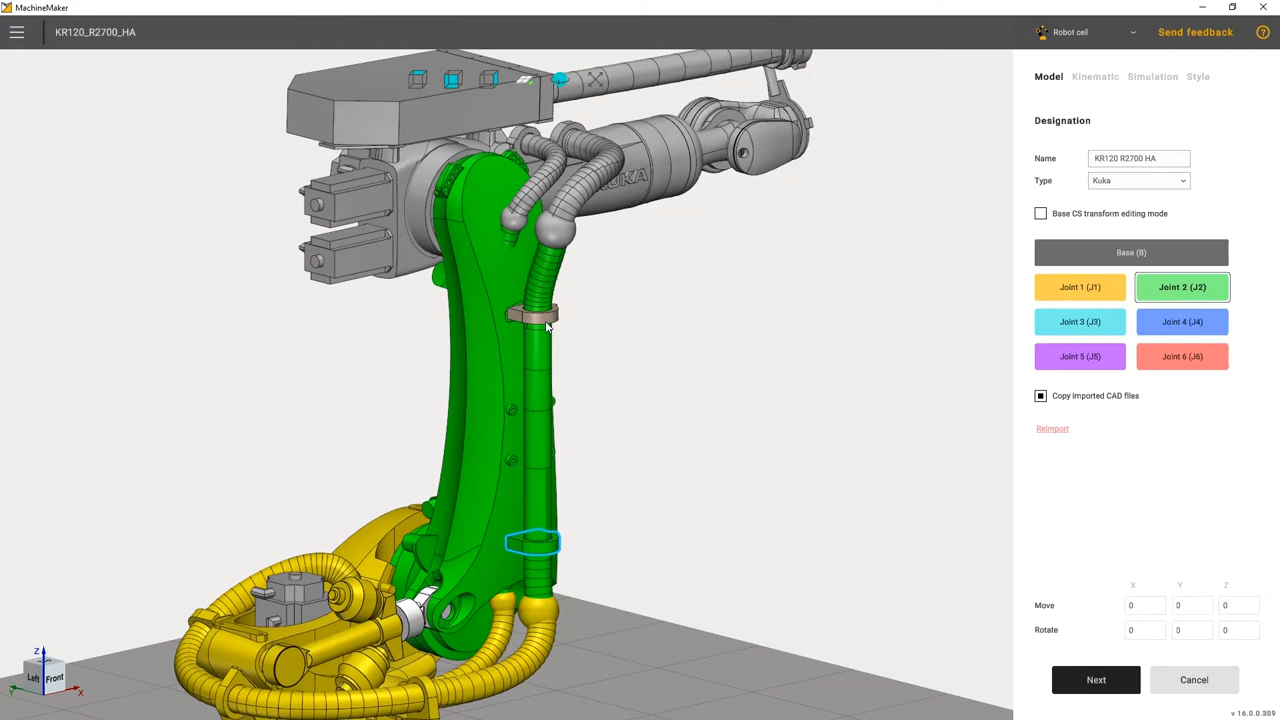 MachineMaker
KR120_R2700_HA
Robot cell
Send feedback
?
Model Kinematic Simulation Style
Designation
Name KR120 R2700 HA
Type Kuka
Base CS transform editing mode
Base (B)
Joint 1 (J1) Joint 2 (J2)
Joint 3 (J3) Joint 4 (J4)
Joint 5 (J5) Joint 6 (J6)
Copy imported CAD files
Reimport
X Y Z
Move 0 0 0
Rotate 0 0 0
Next Cancel
v 16.0.0.309
KUKA
Z
Left Front
Y X